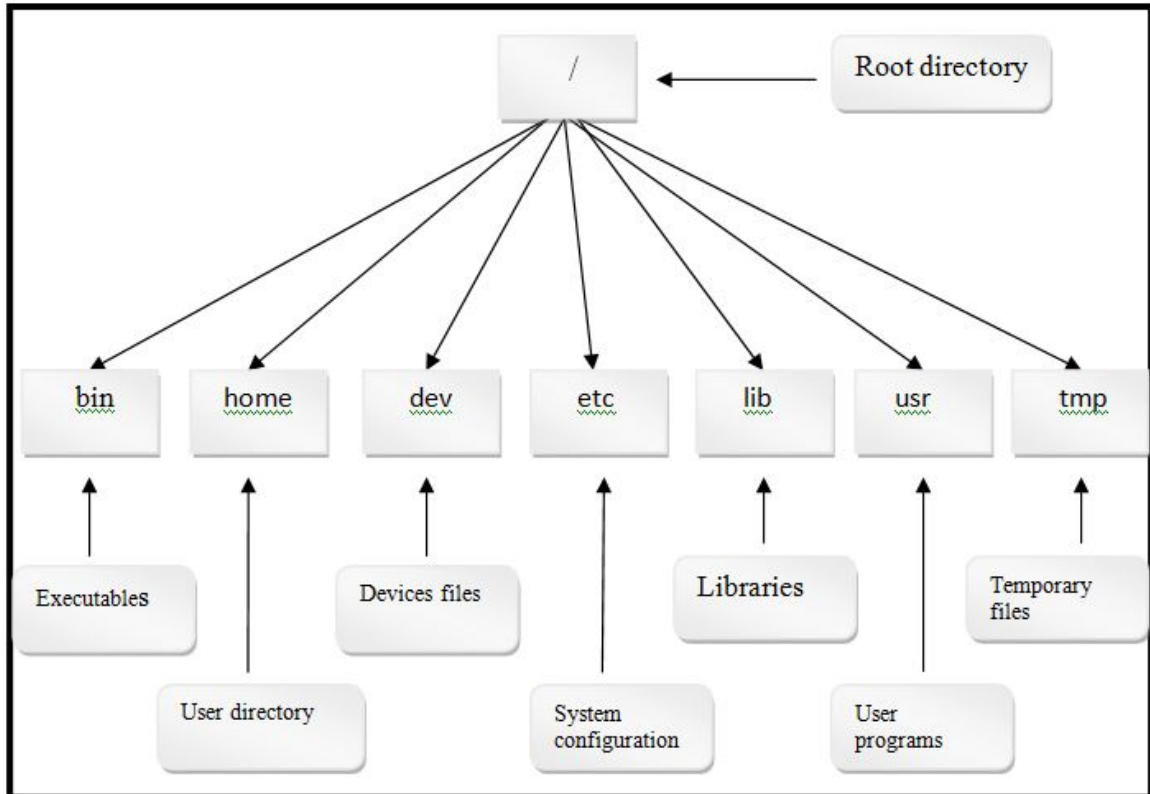 /
Root directory
bin
home
dev
etc
lib
usr
tmp
Executables
Devices files
Libraries
Temporary
files
User directory
System
configuration
User
programs